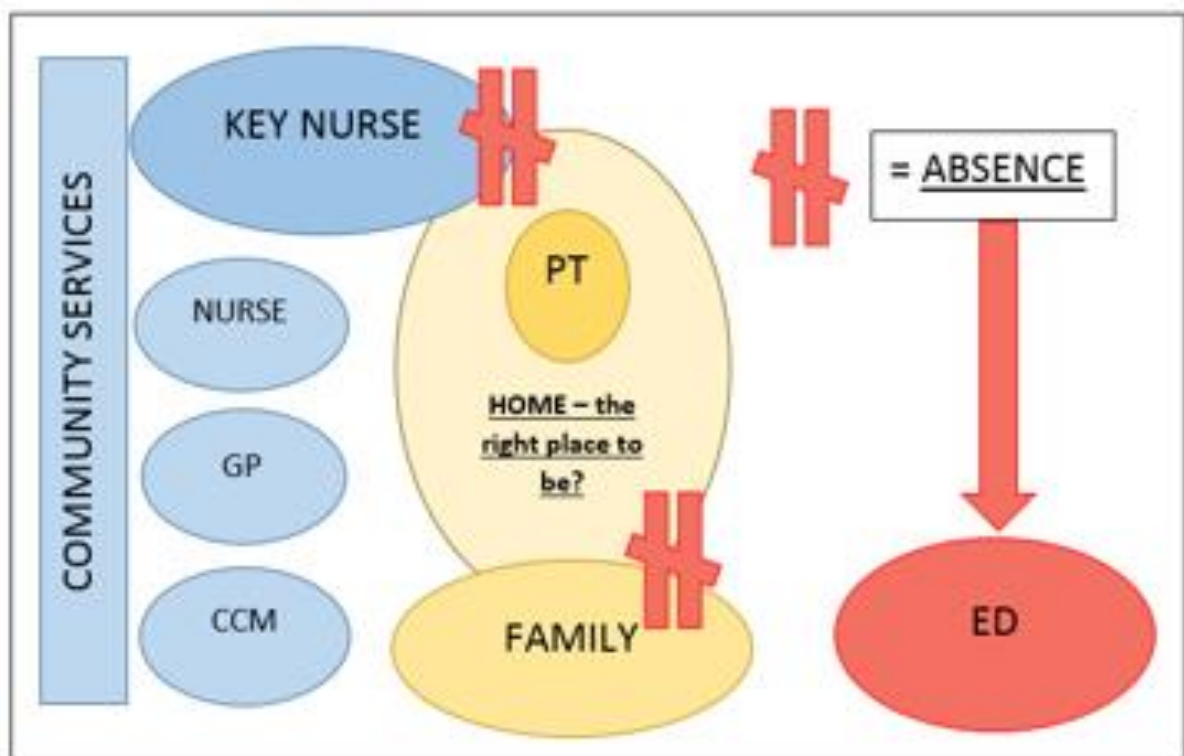 COMMUNITY SERVICES
KEY NURSE
NURSE
GP
CCM
PT
HOME – the
right place to
be?
FAMILY
= ABSENCE
ED